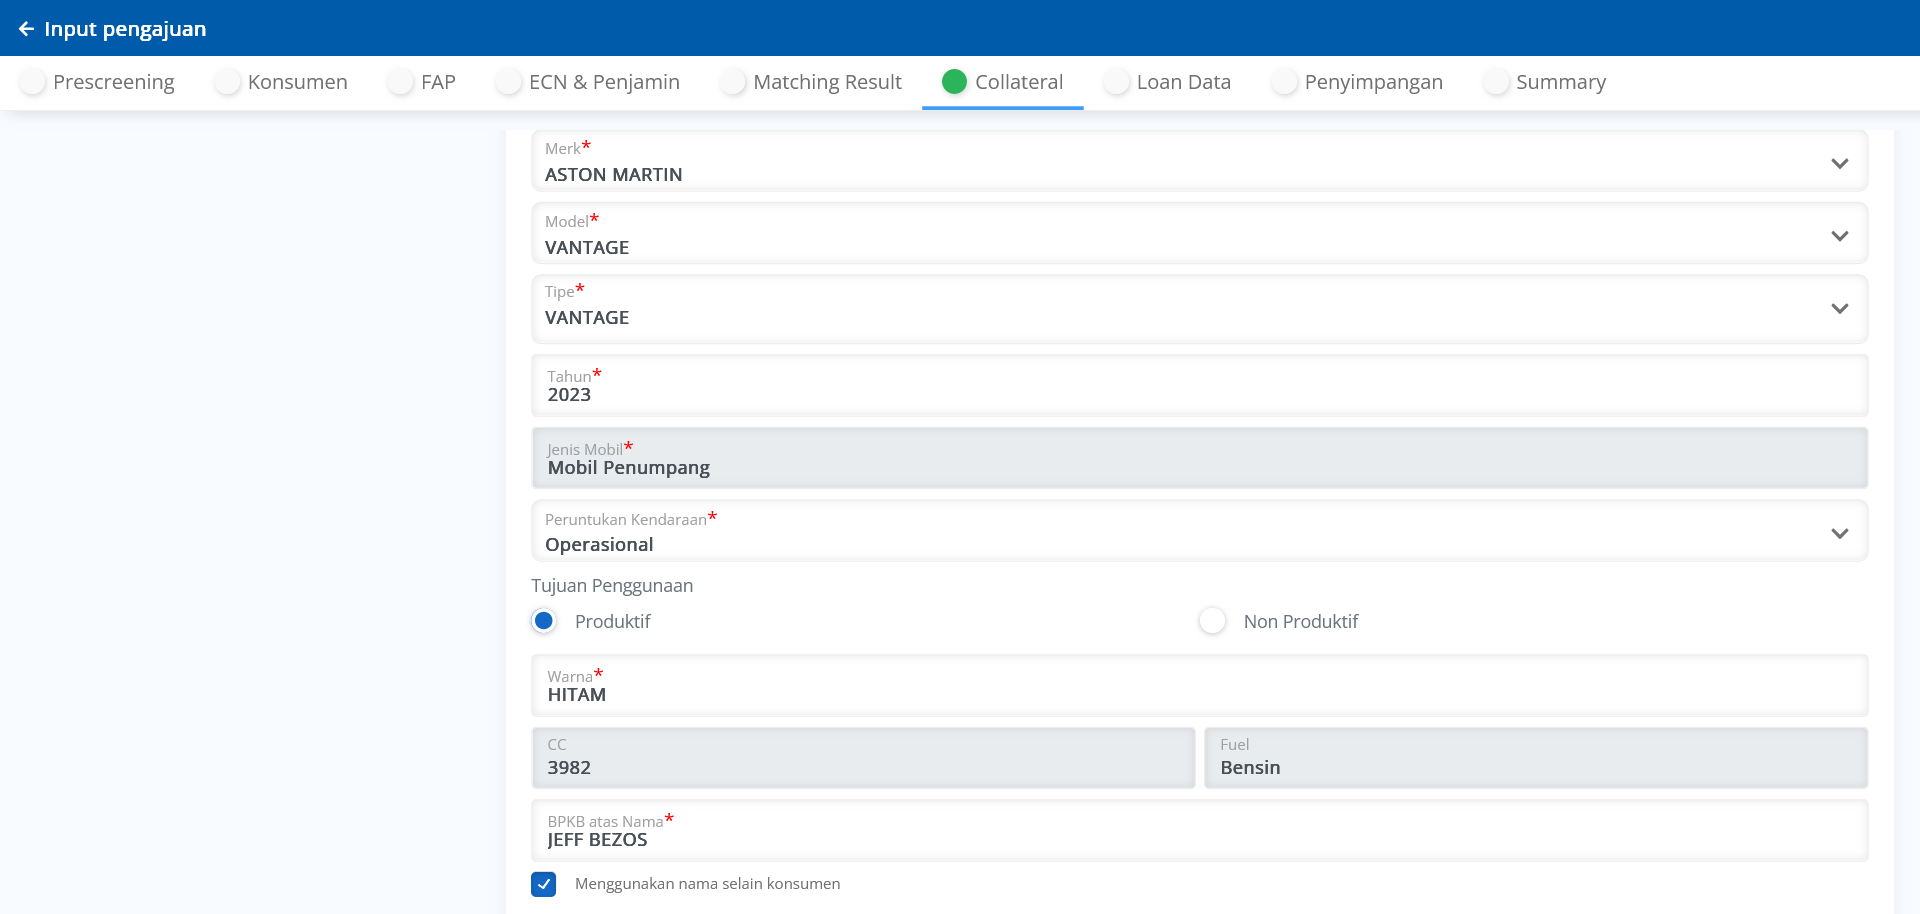 Input pengajuan
Prescreening Konsumen FAP ECN & Penjamin Matching Result Collateral Loan Data Penyimpangan Summary
Merk*
ASTON MARTIN
Model*
VANTAGE
Tipe*
VANTAGE
Tahun*
2023
Jenis Mobil*
Mobil Penumpang
Peruntukan Kendaraan*
Operasional
Tujuan Penggunaan
Produktif Non Produktif
Warna*
HITAM
CC Fuel
3982 Bensin
BPKB atas Nama*
JEFF BEZOS
Menggunakan nama selain konsumen